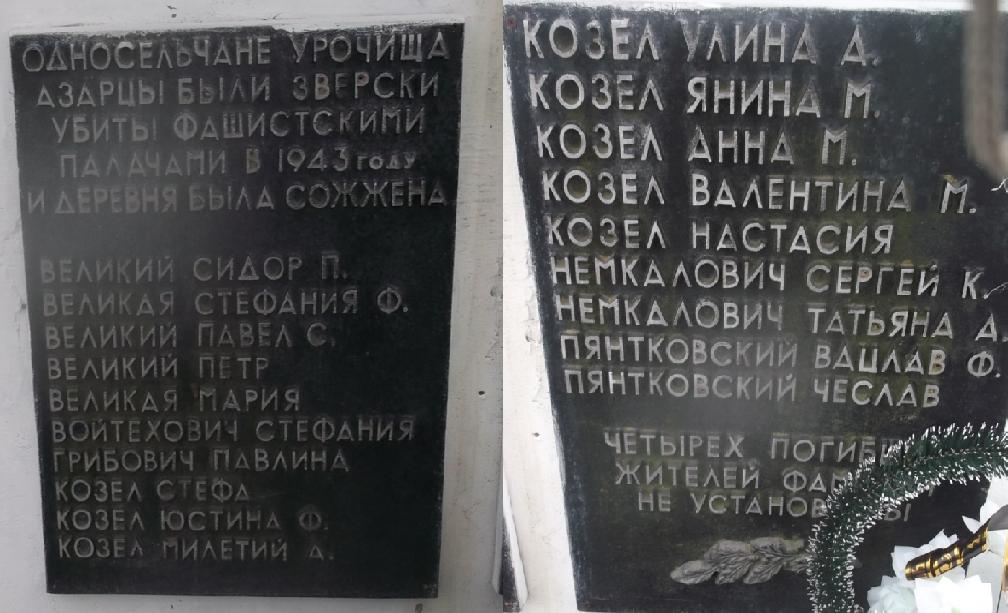 ОДНОСЕЛЬЧАНЕ УРОЧИЩА
АЗАРЦЫ БЫЛИ ЗВЕРСКИ
УБИТЫ ФАШИСТСКИМИ
ПАЛАЧАМИ В 1943 году
И ДЕРЕВНЯ БЫЛА СОЖЖЕНА
ВЕЛИКИЙ СИДОР П.
ВЕЛИКАЯ СТЕФАНИЯ Ф.
ВЕЛИКИЙ ПАВЕЛ С.
ВЕЛИКИЙ ПЕТР
ВЕЛИКАЯ МАРИЯ
ВОЙТЕХОВИЧ СТЕФАНИЯ
ГРИБОВИЧ ПАВЛИНА
КОЗЕЛ СТЕФА
КОЗЕЛ ЮСТИНА Ф.
КОЗЕЛ МИЛЕТИЙ А.
КОЗЕЛ УЛИНА Д.
КОЗЕЛ ЯНИНА М.
КОЗЕЛ АННА М.
КОЗЕЛ ВАЛЕНТИНА М.
КОЗЕЛ НАСТАСИЯ
НЕМКАЛОВИЧ СЕРГЕЙ К.
НЕМКАЛОВИЧ ТАТЬЯНА А.
ПЯНТКОВСКИЙ ВАЦЛАВ Ф.
ПЯНТКОВСКИЙ ЧЕСЛАВ
ЧЕТЫРЕХ
ЖИТЕЛЕЙ
НЕ